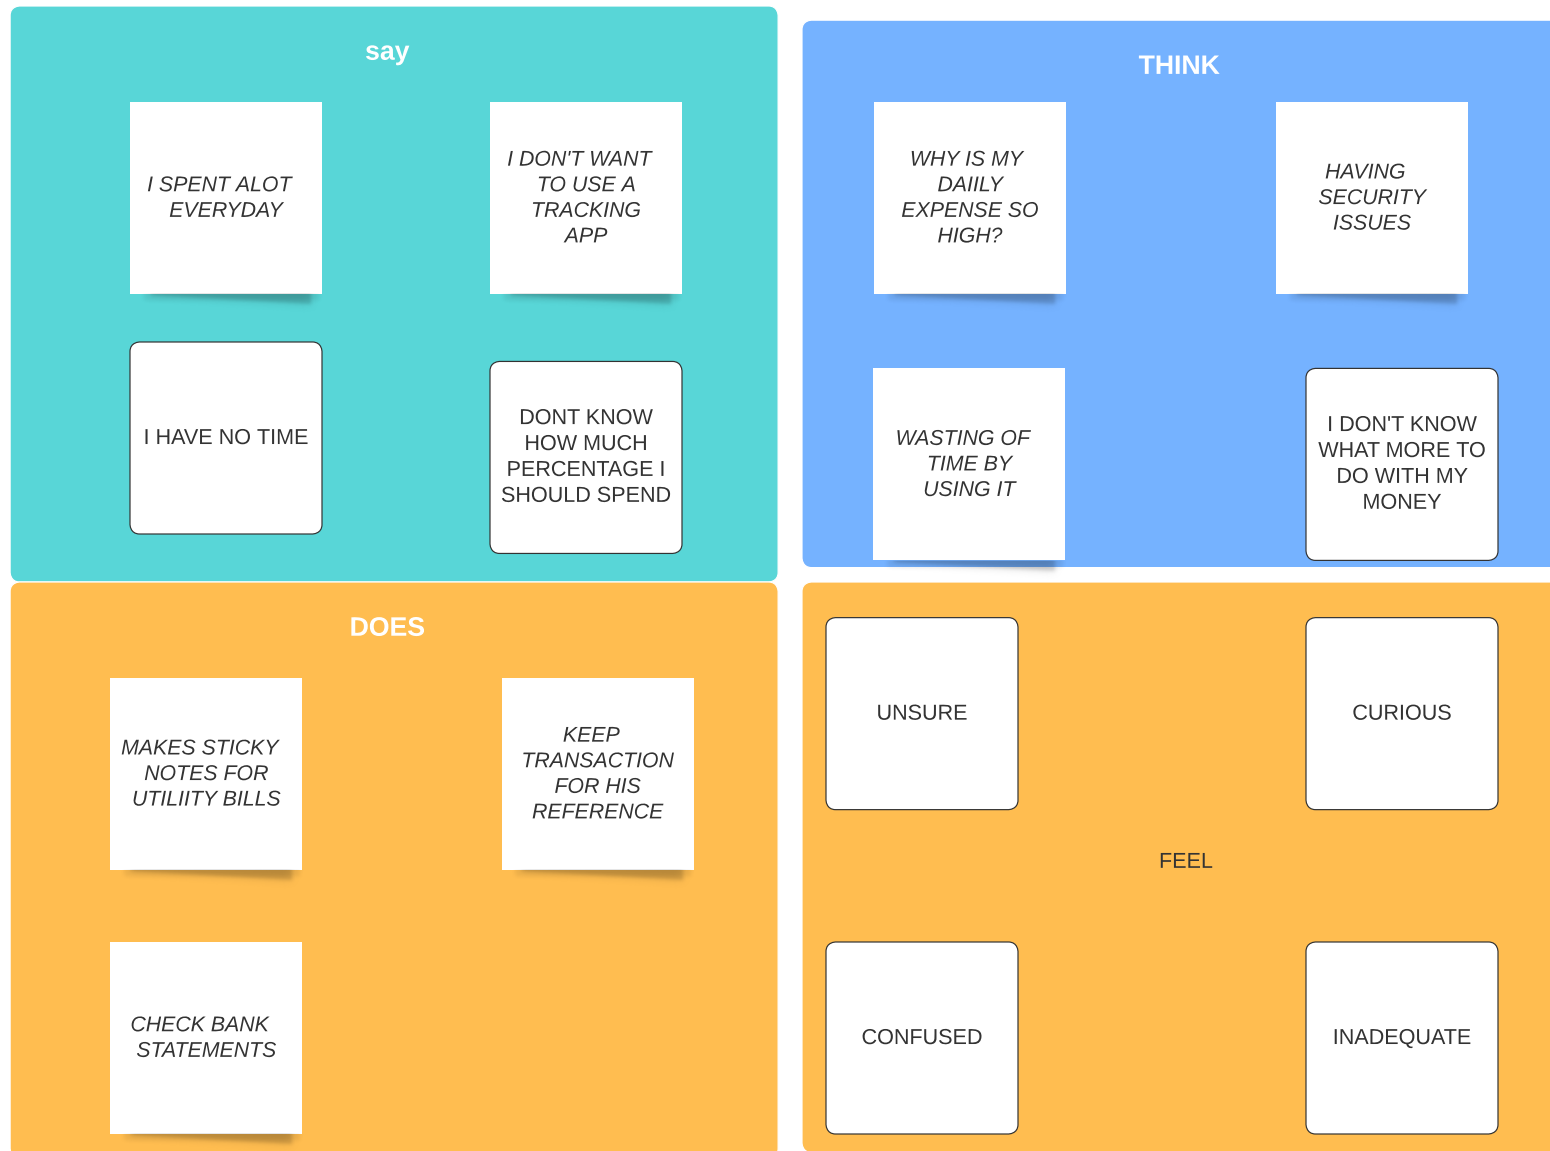 say
I SPENT ALOT
EVERYDAY
I DON'T WANT
TO USE A
TRACKING
APP
I HAVE NO TIME
DONT KNOW
HOW MUCH
PERCENTAGE I
SHOULD SPEND
THINK
WHY IS MY
DAIILY
EXPENSE SO
HIGH?
HAVING
SECURITY
ISSUES
WASTING OF
TIME BY
USING IT
I DON'T KNOW
WHAT MORE TO
DO WITH MY
MONEY
DOES
MAKES STICKY
NOTES FOR
UTILIITY BILLS
KEEP
TRANSACTION
FOR HIS
REFERENCE
CHECK BANK
STATEMENTS
UNSURE
CURIOUS
FEEL
CONFUSED
INADEQUATE